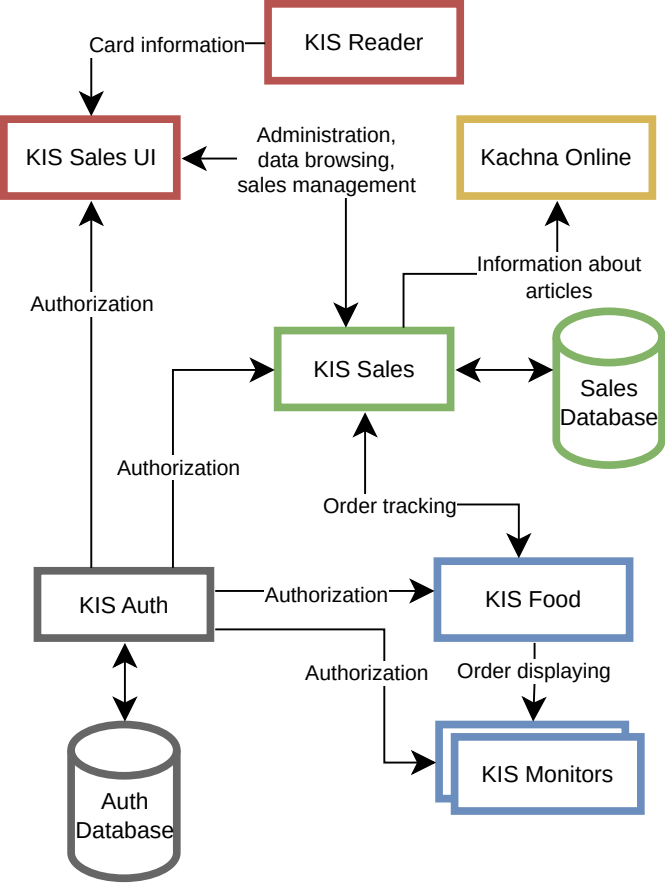 KIS Reader
Card information
KIS Sales UI
Administration,
data browsing,
sales management
Kachna Online
Authorization
Information about
articles
KIS Sales
Sales
Database
Authorization
Order tracking
KIS Auth
Authorization
KIS Food
Authorization
Order displaying
KIS Monitors
Auth
Database